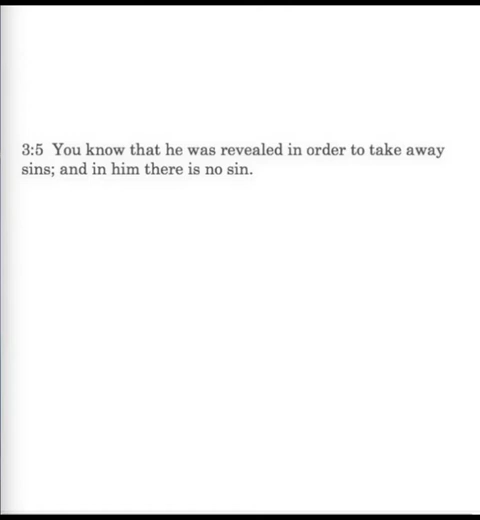 3:5 You know that he was revealed in order to take away
sins; and in him there is no sin.